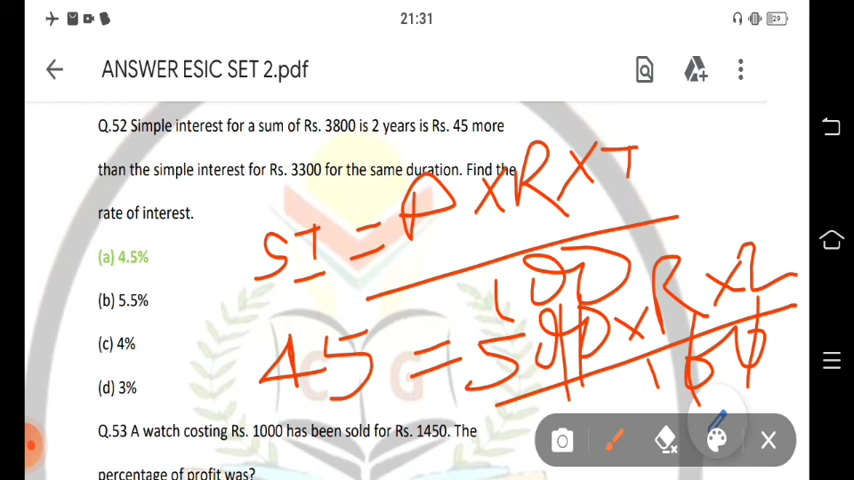 21:31
29
ANSWER ESIC SET 2.pdf
Q.52 Simple interest for a sum of Rs. 3800 is 2 years is Rs. 45 more
than the simple interest for Rs. 3300 for the same duration. Find the
rate of interest.
(a) 4.5%
(b) 5.5%
(c) 4%
(d) 3%
SI = P×R×T
100
45 = 500×R×2
100
C G
Q.53 A watch costing Rs. 1000 has been sold for Rs. 1450. The
percentage of profit was?